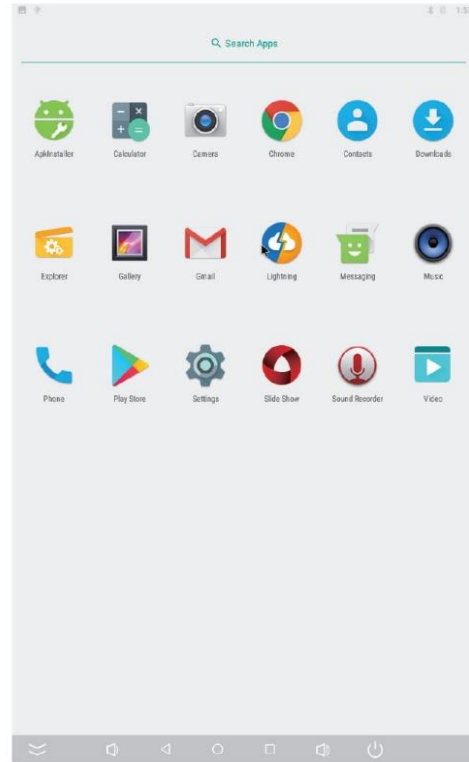 Search Apps
ApkInstaller Calculator Camera Chrome Contacts Downloads
Explorer Gallery Gmail Lightning Messaging Music
Phone Play Store Settings Slide Show Sound Recorder Video